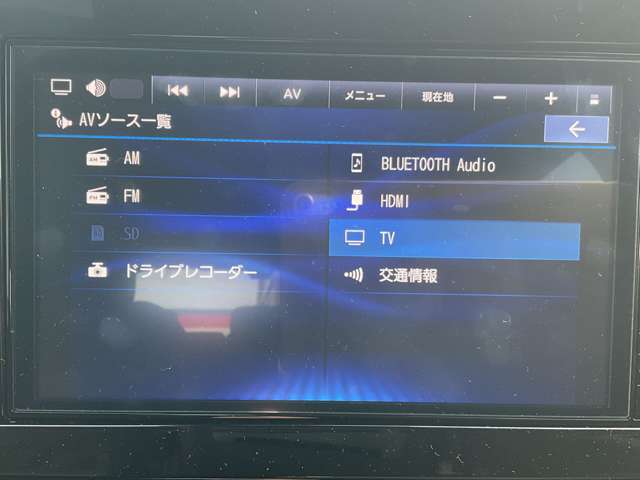 AV メニュー 現在地 − +
AVソース一覧
AM
FM
SD
ドライブレコーダー
BLUETOOTH Audio
HDMI
TV
交通情報